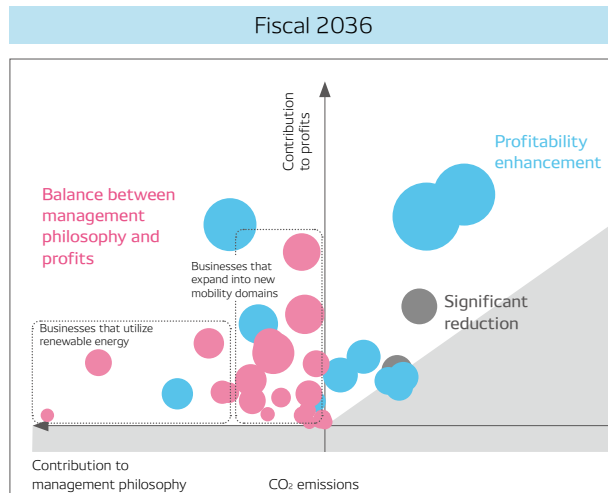 Fiscal 2036
Contribution
to profits
Profitability
enhancement
Balance between
management
philosophy and
profits
Businesses that
expand into new
mobility domains
Significant
reduction
Businesses that utilize
renewable energy
Contribution to
management philosophy
CO₂ emissions